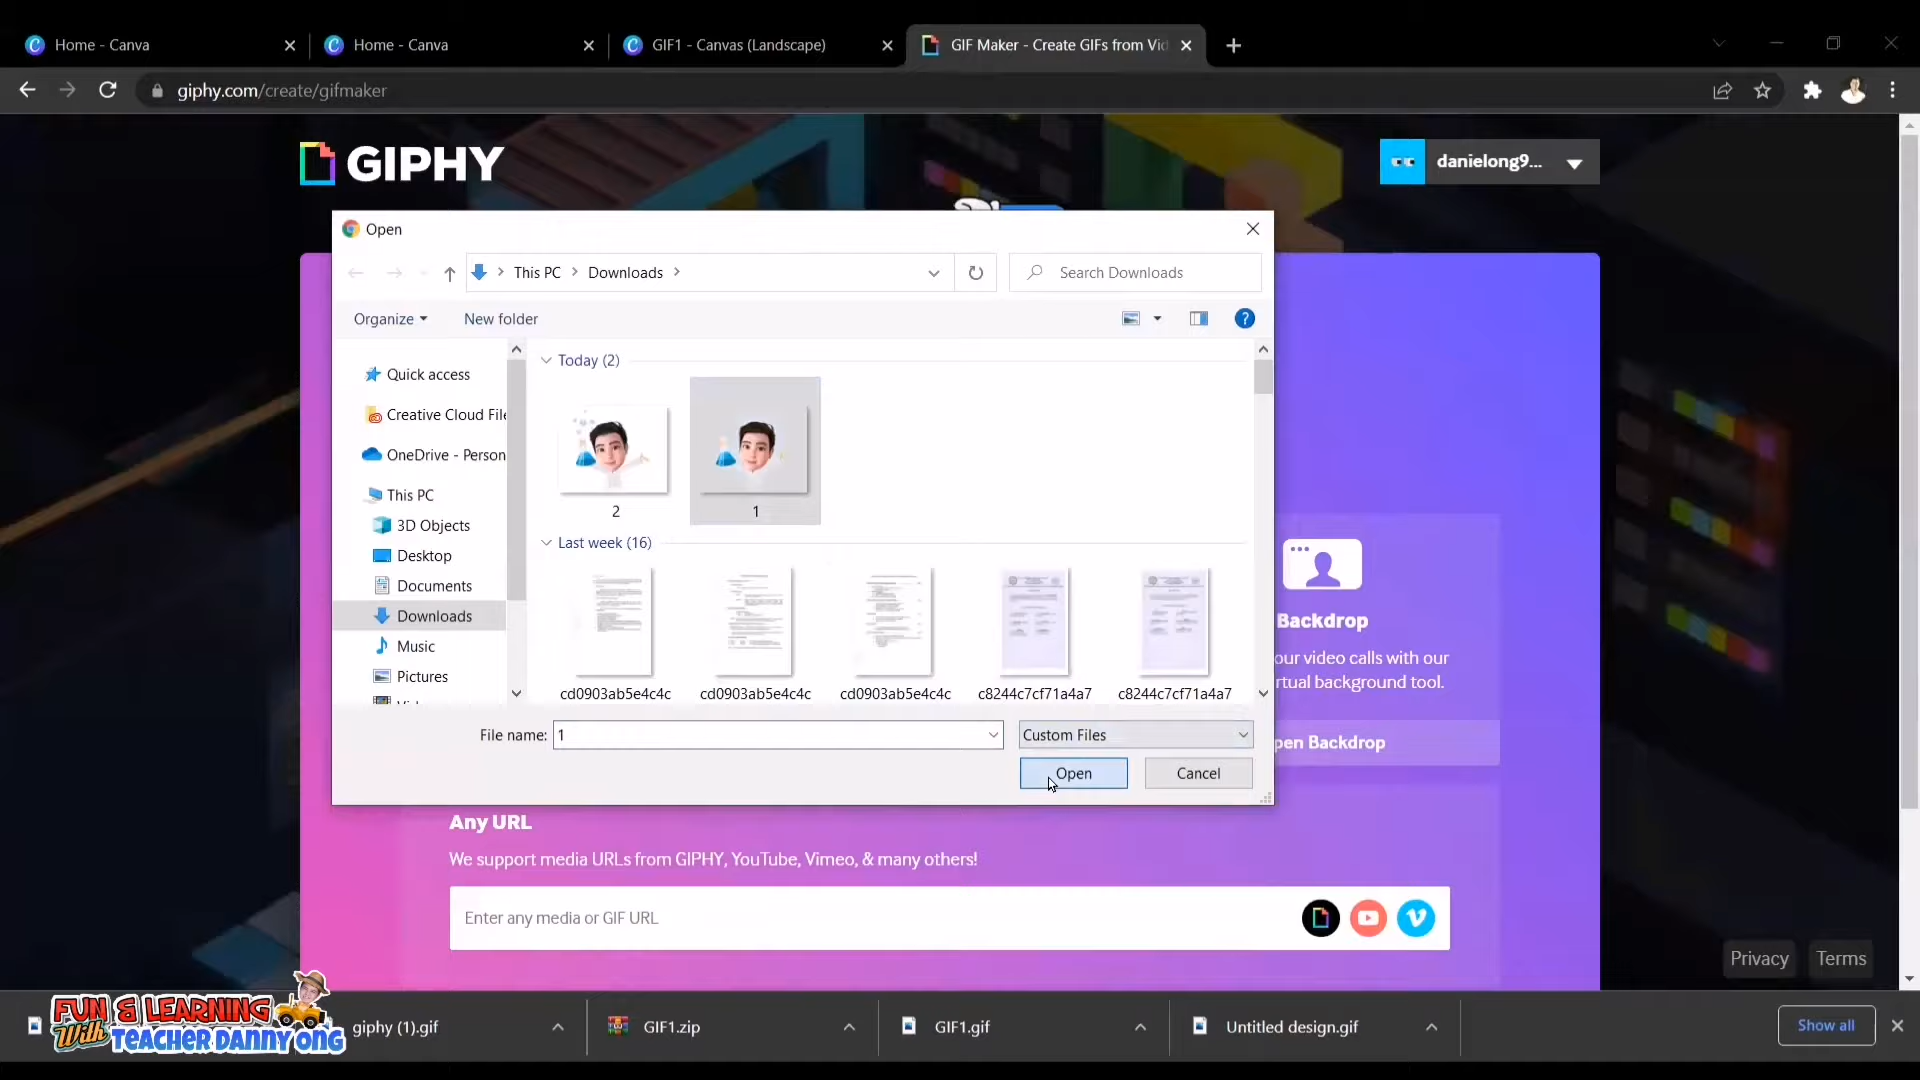 Home - Canva
Home - Canva
GIF1 - Canvas (Landscape)
GIF Maker - Create GIFs from Vid
giphy.com/create/gifmaker
GIPHY
danielong9...
Open
This PC
Downloads
Search Downloads
Organize
New folder
Quick access
Creative Cloud File
OneDrive - Person
This PC
3D Objects
Desktop
Documents
Downloads
Music
Pictures
Today (2)
2
1
Last week (16)
cd0903ab5e4c4c
cd0903ab5e4c4c
cd0903ab5e4c4c
c8244c7cf71a4a7
c8244c7cf71a4a7
File name:
1
Custom Files
Open
Cancel
Backdrop
our video calls with our
rtual background tool.
pen Backdrop
Any URL
We support media URLs from GIPHY, YouTube, Vimeo, & many others!
Enter any media or GIF URL
Privacy
Terms
FUN & LEARNING
With TEACHER DANNY ONG
giphy (1).gif
GIF1.zip
GIF1.gif
Untitled design.gif
Show all